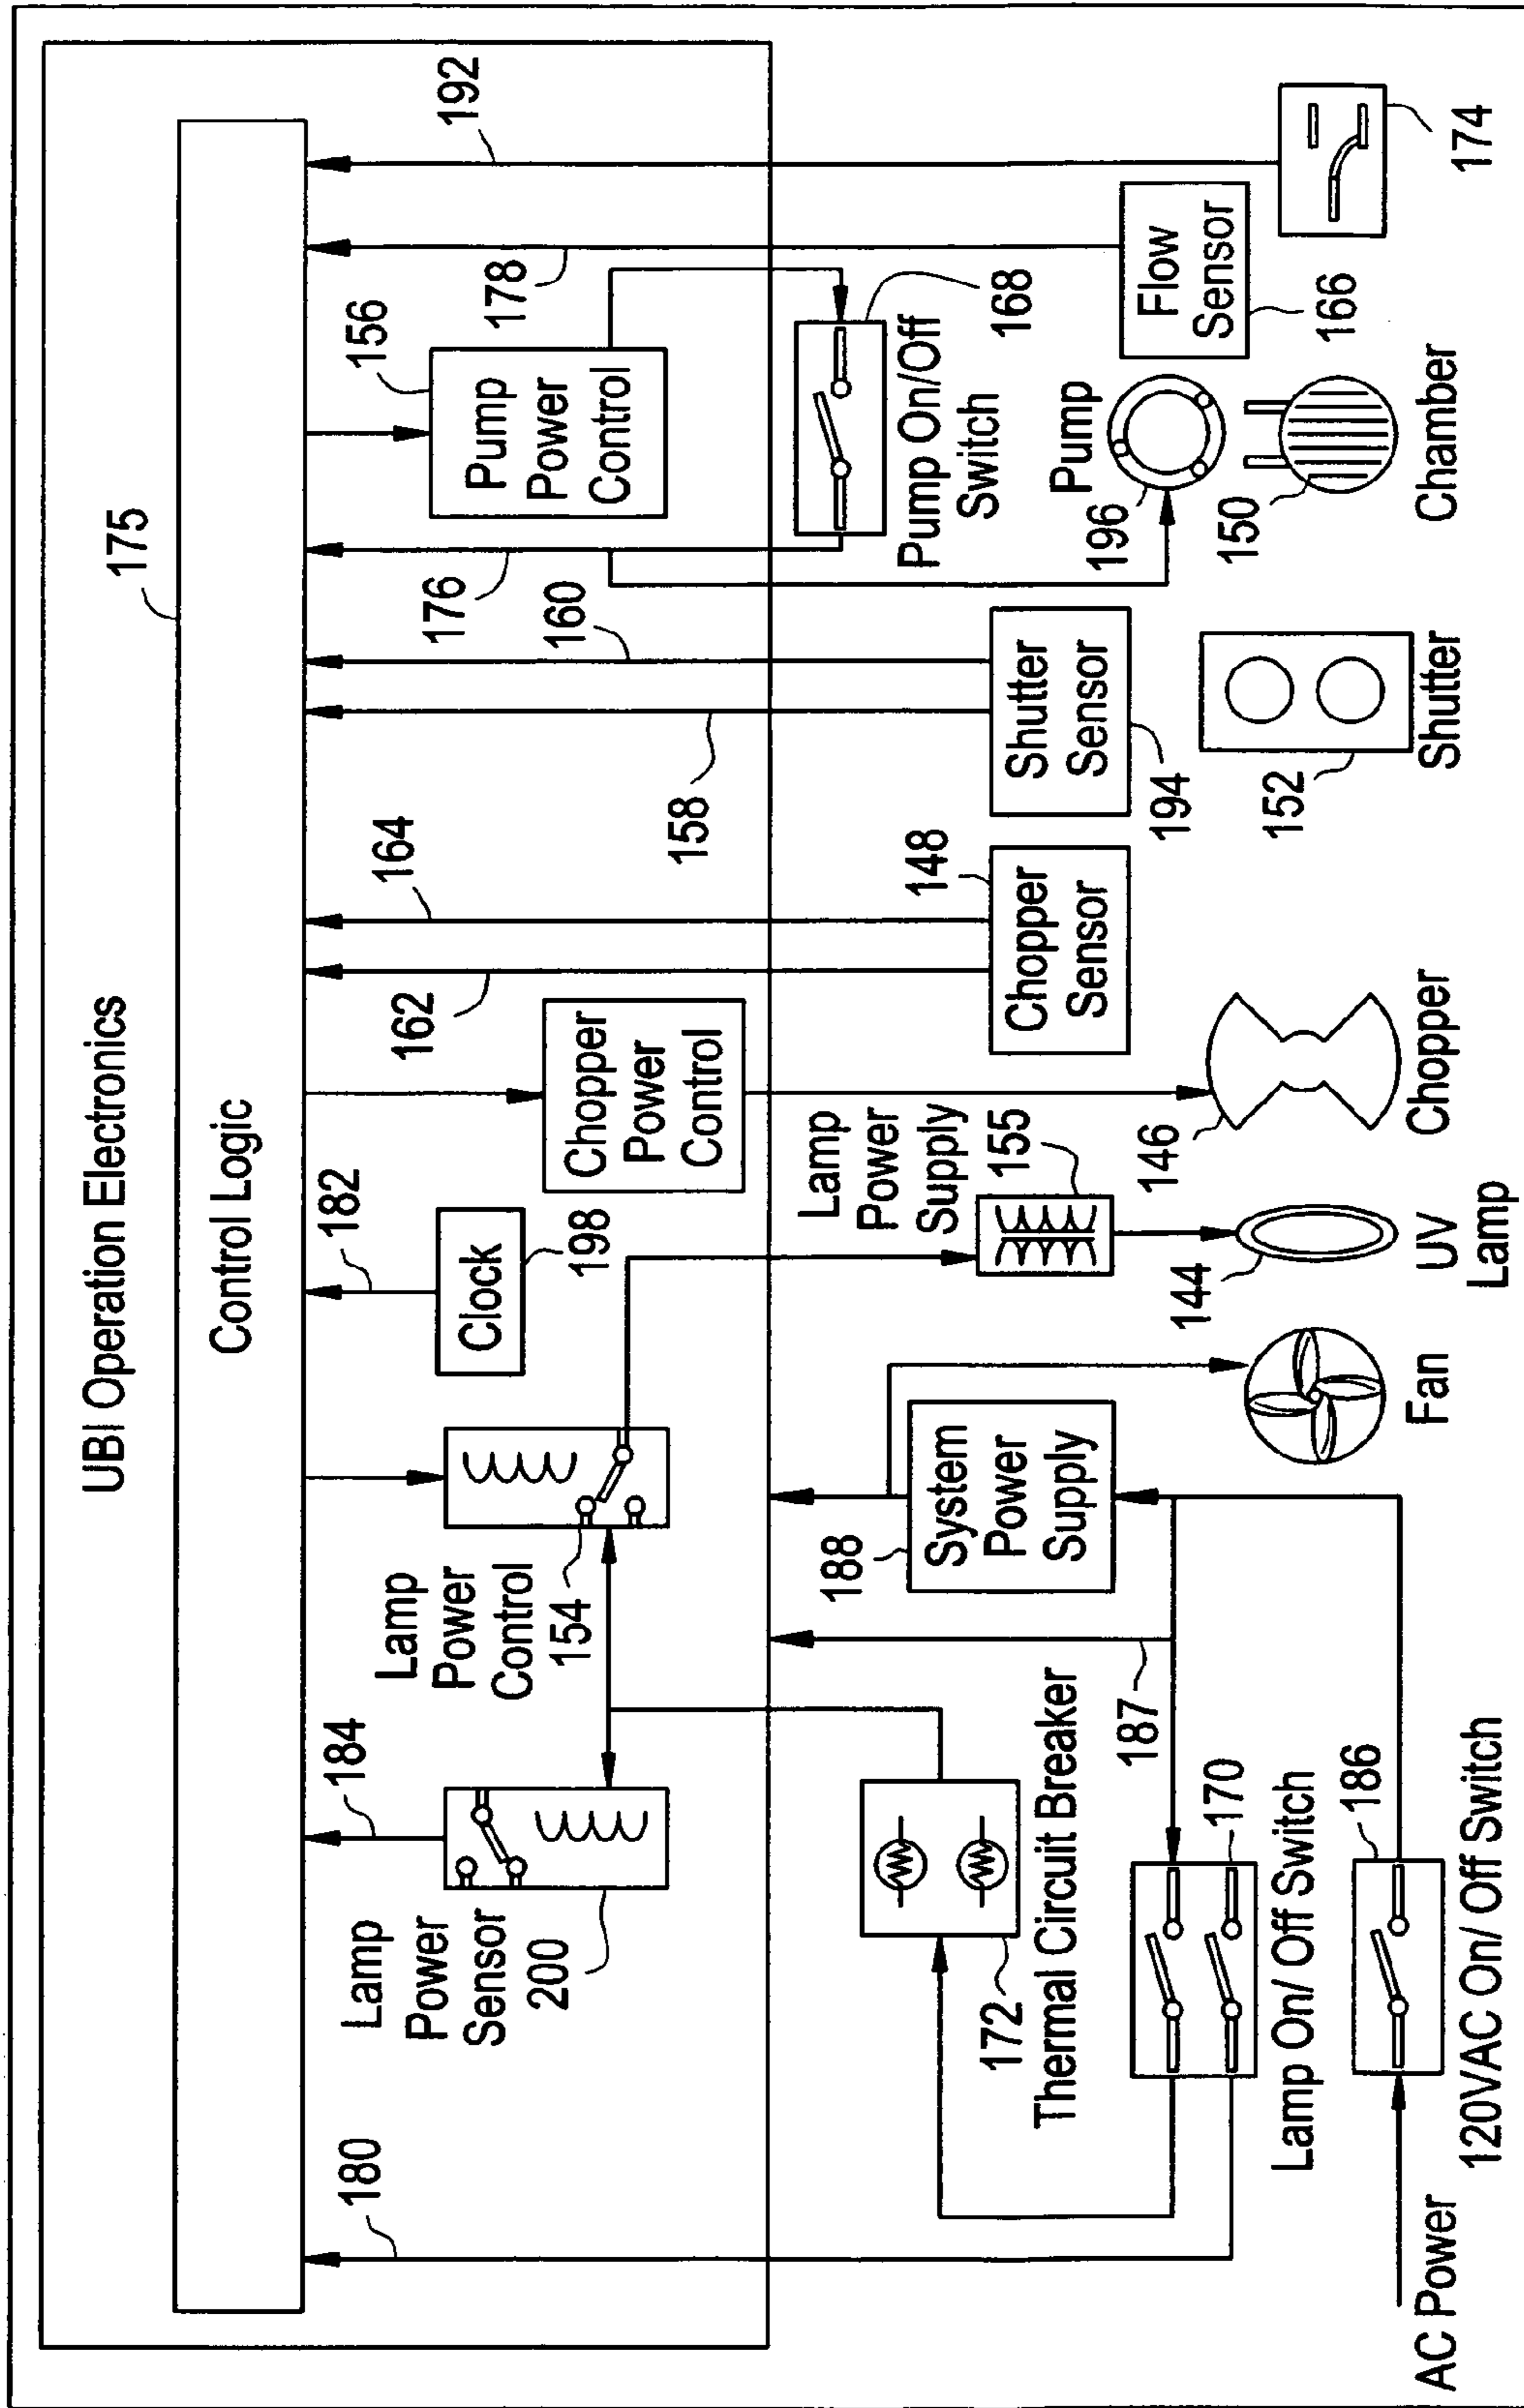 UBI Operation Electronics
175
Control Logic
180
184
Lamp
Power
Sensor
200
Lamp
Power
Control
154
182
Clock
198
Chopper
Power
Control
162
164
158
160
176
156
Pump
Power
Control
178
192
168
Pump On/Off
Switch
172
Thermal Circuit Breaker
187
188
System
Power
Supply
Lamp
Power
Supply
155
148
Chopper
Sensor
Shutter
Sensor
194
Pump
196
Flow
Sensor
166
174
170
Lamp On/ Off Switch
186
120VAC On/ Off Switch
AC Power
Fan
144
UV
Lamp
146
Chopper
152
Shutter
150
Chamber